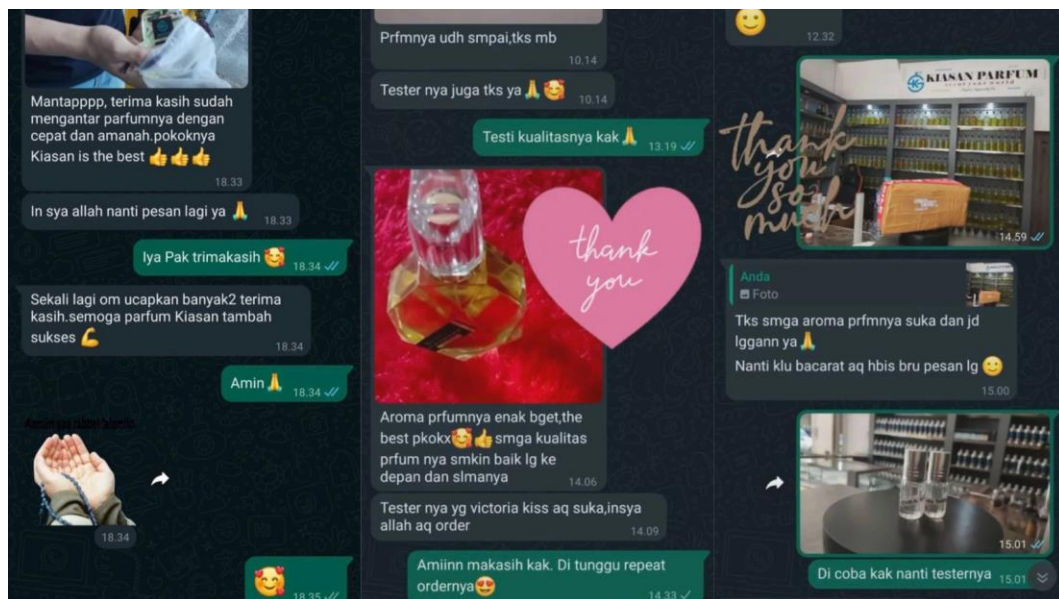 Mantapppp, terima kasih sudah
mengantar parfumnya dengan
cepat dan amanah.pokoknya
Kiasan is the best 👍👍👍
18.33
In sya allah nanti pesan lagi ya 🙏
18.33
Iya Pak trimakasih 🥰
18.34
Sekali lagi om ucapkan banyak2 terima
kasih.semoga parfum Kiasan tambah
sukses 💪
18.34
Amin 🙏
18.34
18.34
🥰
18.35
Prfmnya udh smpai,tks mb
10.14
Tester nya juga tks ya 🙏🥰
10.14
Testi kualitasnya kak 🙏
13.19
thank
you
Aroma prfumnya enak bget,the
best pkokx🥰👍 smga kualitas
prfum nya smkin baik lg ke
depan dan slmanya
14.06
Tester nya yg victoria kiss aq suka,insya
allah aq order
14.09
Amiinn makasih kak. Di tunggu repeat
ordernya😍
14.33
🙂
12.32
KIASAN PARFUM
thank
you
so
much
14.59
Anda
Foto
Tks smga aroma prfmnya suka dan jd
lggann ya 🙏
Nanti klu bacarat aq hbis bru pesan lg 🙂
15.00
15.01
Di coba kak nanti testernya
15.01